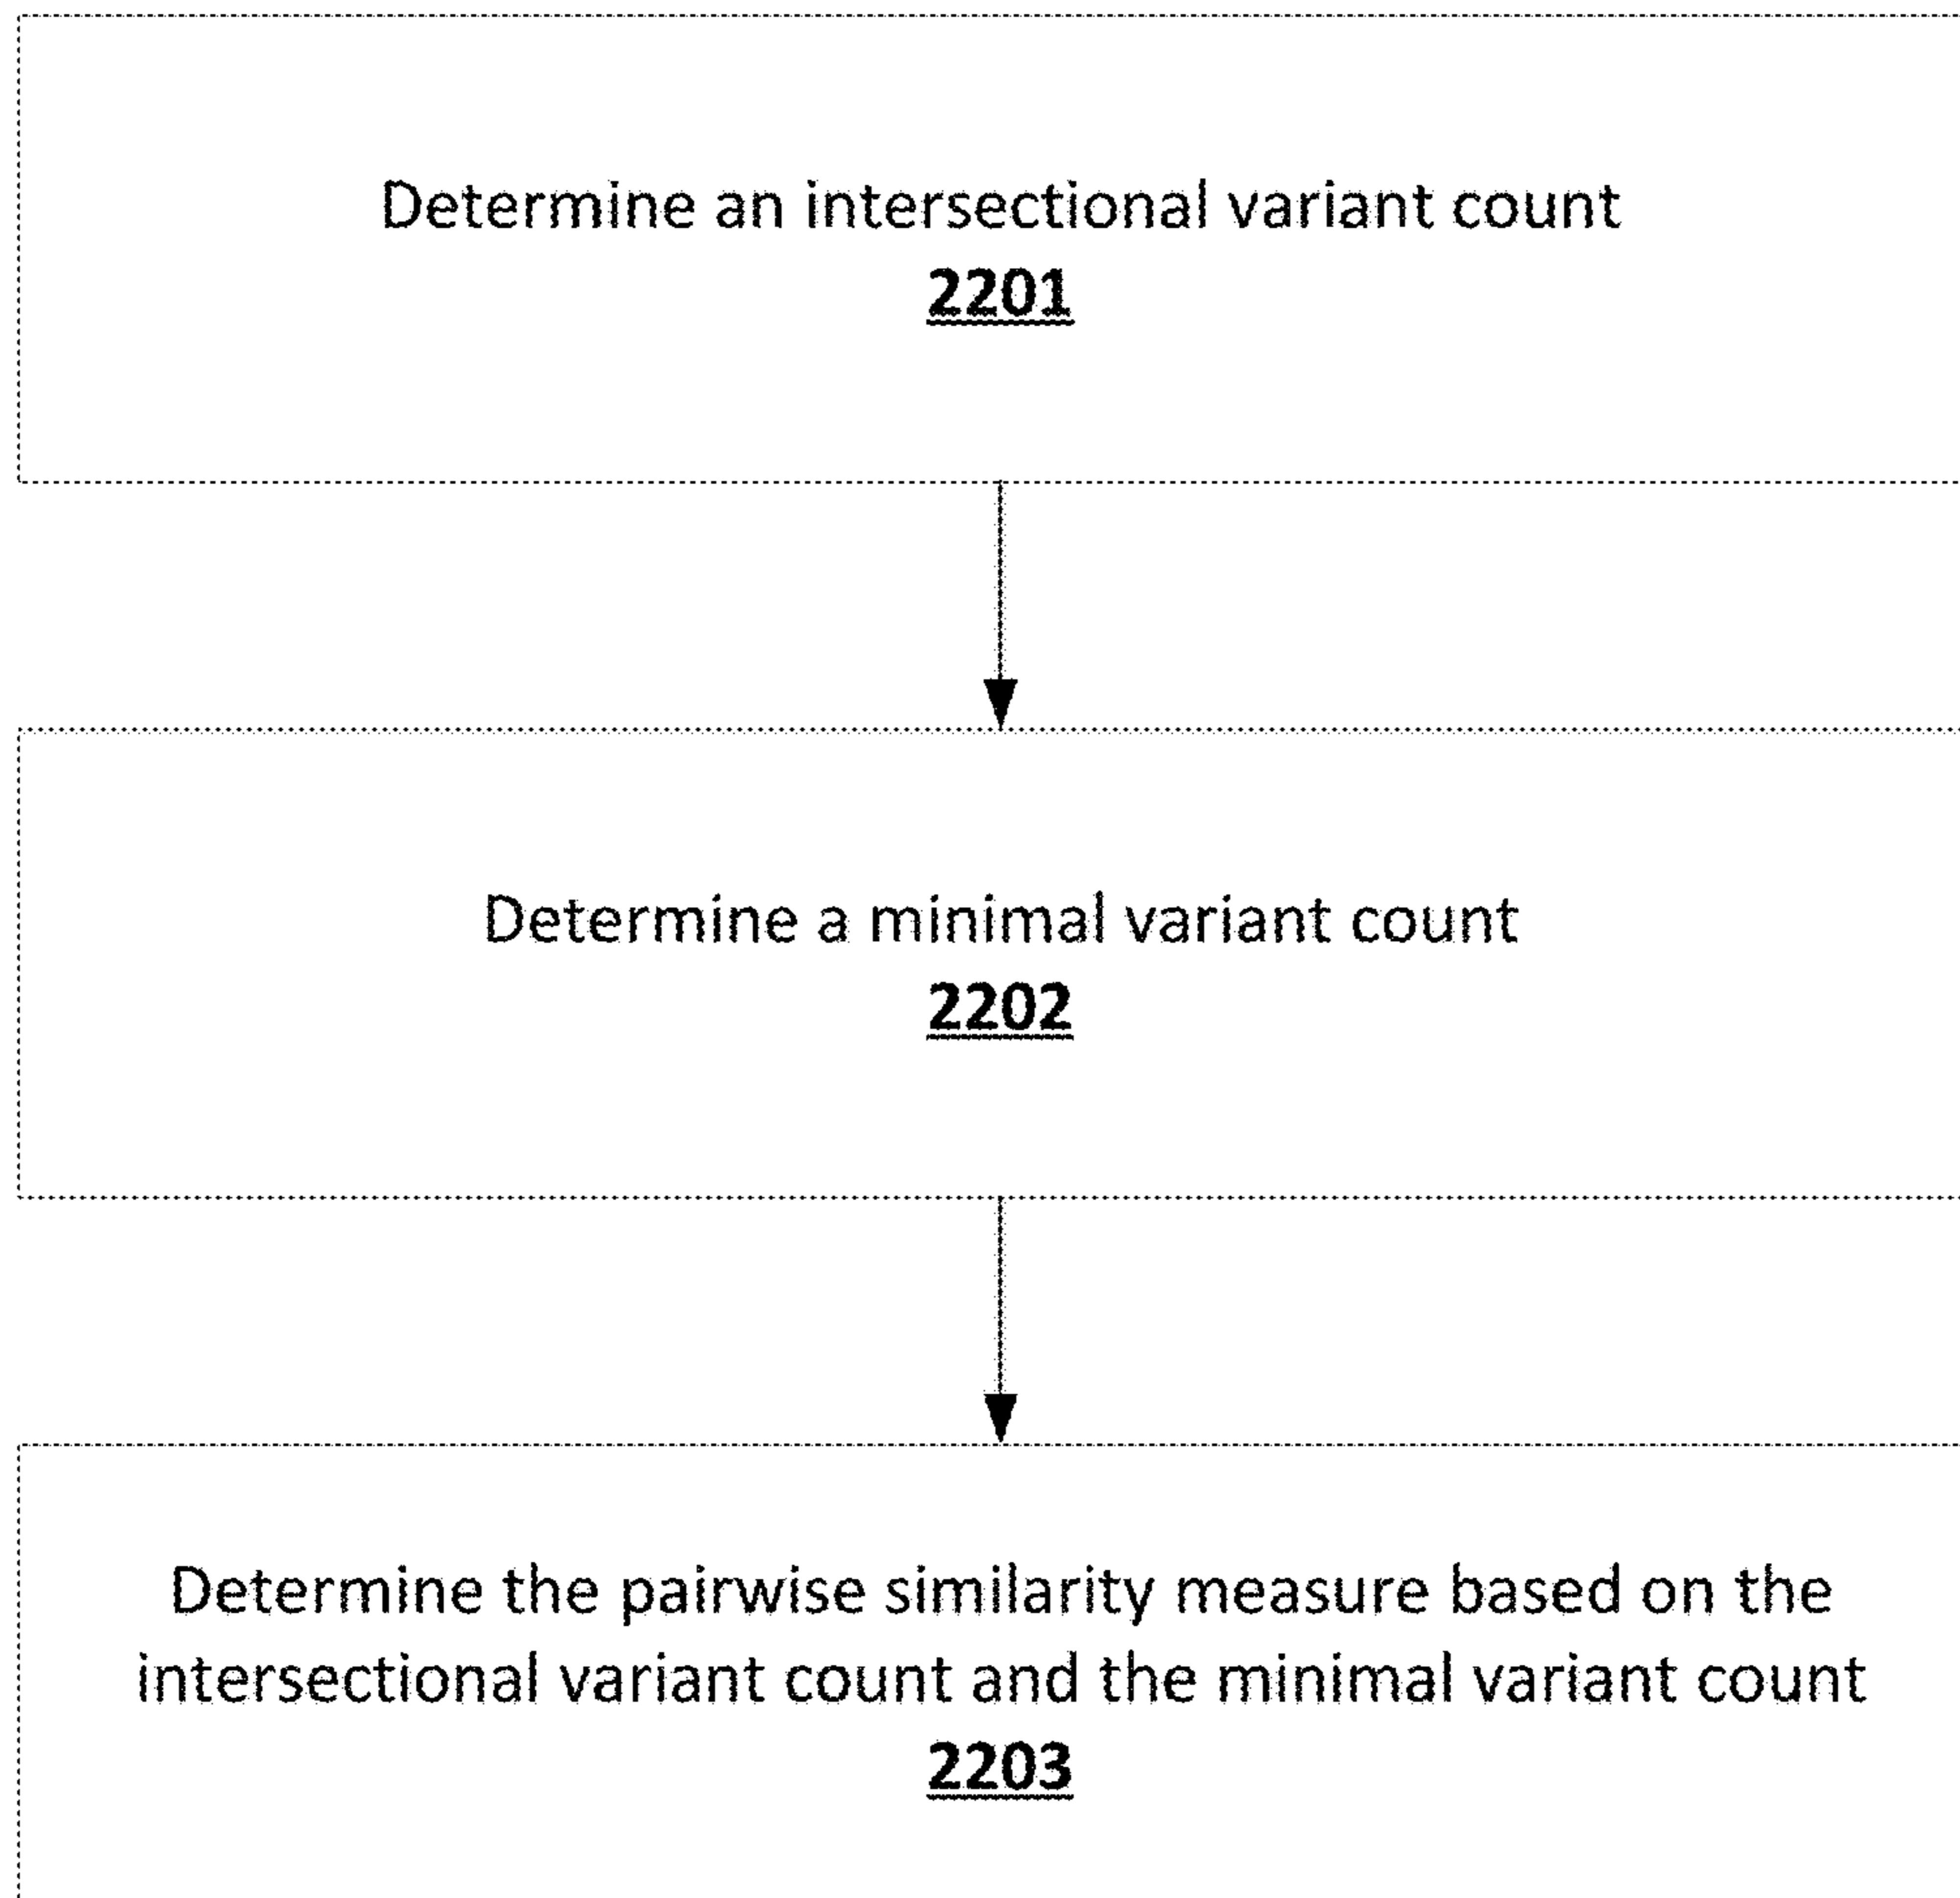 Determine an intersectional variant count
2201
Determine a minimal variant count
2202
Determine the pairwise similarity measure based on the
intersectional variant count and the minimal variant count
2203